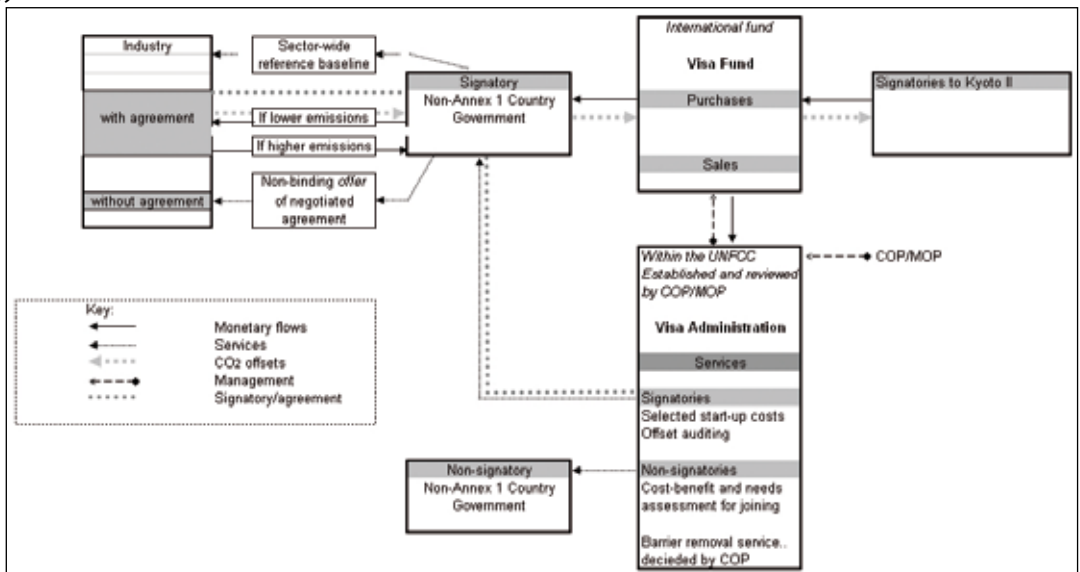 Industry
with agreement
without agreement
Sector-wide
reference baseline
If lower emissions
If higher emissions
Non-binding offer
of negotiated
agreement
Signatory
Non-Annex 1 Country
Government
International fund
Visa Fund
Purchases
Sales
Signatories to Kyoto II
Within the UNFCC
Established and reviewed
by COP/MOP
Visa Administration
Services
Signatories
Selected start-up costs
Offset auditing
Non-signatories
Cost-benefit and needs
assessment for joining
Barrier removal service..
decieded by COP
COP/MOP
Non-signatory
Non-Annex 1 Country
Government
Key:
Monetary flows
Services
CO2 offsets
Management
Signatory/agreement